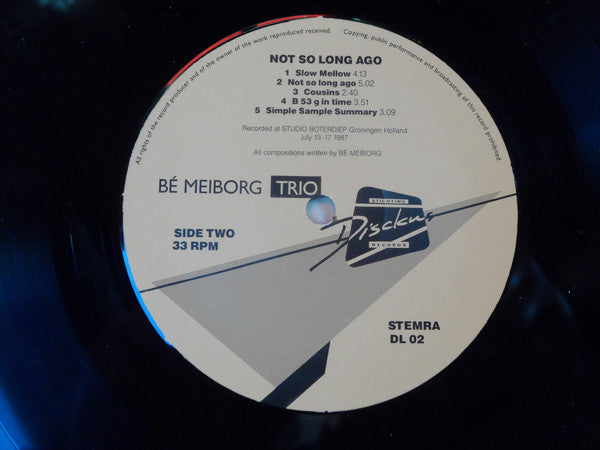 All rights of the record producer and of the owner of the work reproduced reserved.
Copying, public performance and broadcasting of this record prohibited.
NOT SO LONG AGO
1 Slow Mellow 4.13
2 Not so long ago 5.02
3 Cousins 2.40
4 B 53 g in time 3.51
5 Simple Sample Summary 3.09
Recorded at STUDIO BOTERDIEP Groningen Holland
july 13-17 1987
All compositions written by BÉ MEIBORG
BÉ MEIBORG TRIO
STICHTING
RECORDS
SIDE TWO
33 RPM
STEMRA
DL 02